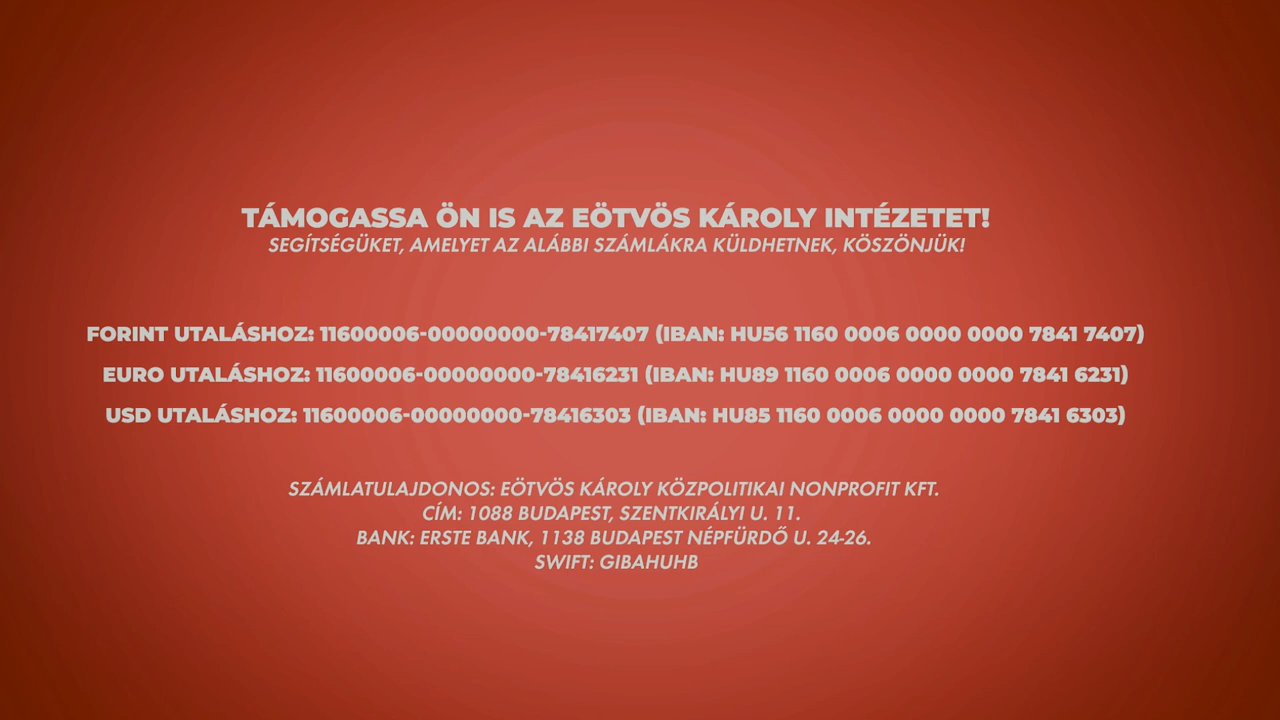 TÁMOGASSA ÖN IS AZ EÖTVÖS KÁROLY INTÉZETET!
SEGÍTSÉGÜKET, AMELYET AZ ALÁBBI SZÁMLÁKRA KÜLDHETNEK, KÖSZÖNJÜK!
FORINT UTALÁSHOZ: 11600006-00000000-78417407 (IBAN: HU56 1160 0006 0000 0000 7841 7407)
EURO UTALÁSHOZ: 11600006-00000000-78416231 (IBAN: HU89 1160 0006 0000 0000 7841 6231)
USD UTALÁSHOZ: 11600006-00000000-78416303 (IBAN: HU85 1160 0006 0000 0000 7841 6303)
SZÁMLATULAJDONOS: EÖTVÖS KÁROLY KÖZPOLITIKAI NONPROFIT KFT.
CÍM: 1088 BUDAPEST, SZENTKIRÁLYI U. 11.
BANK: ERSTE BANK, 1138 BUDAPEST NÉPFÜRDŐ U. 24-26.
SWIFT: GIBAHUHB